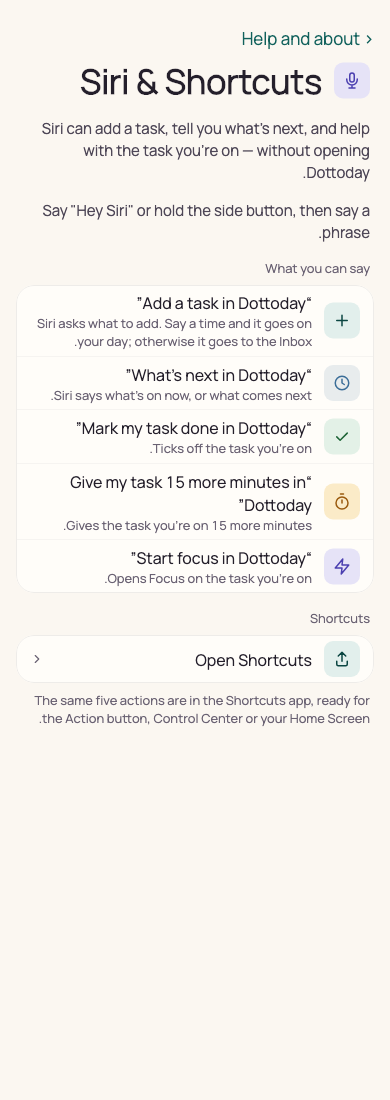 Help and about
Siri & Shortcuts
Siri can add a task, tell you what's next, and help
with the task you're on — without opening
.Dottoday
Say "Hey Siri" or hold the side button, then say a
.phrase
What you can say
"Add a task in Dottoday"
Siri asks what to add. Say a time and it goes on
.your day; otherwise it goes to the Inbox
"What's next in Dottoday"
.Siri says what's on now, or what comes next
"Mark my task done in Dottoday"
.Ticks off the task you're on
Give my task 15 more minutes in"
"Dottoday
.Gives the task you're on 15 more minutes
"Start focus in Dottoday"
.Opens Focus on the task you're on
Shortcuts
Open Shortcuts
The same five actions are in the Shortcuts app, ready for
.the Action button, Control Center or your Home Screen